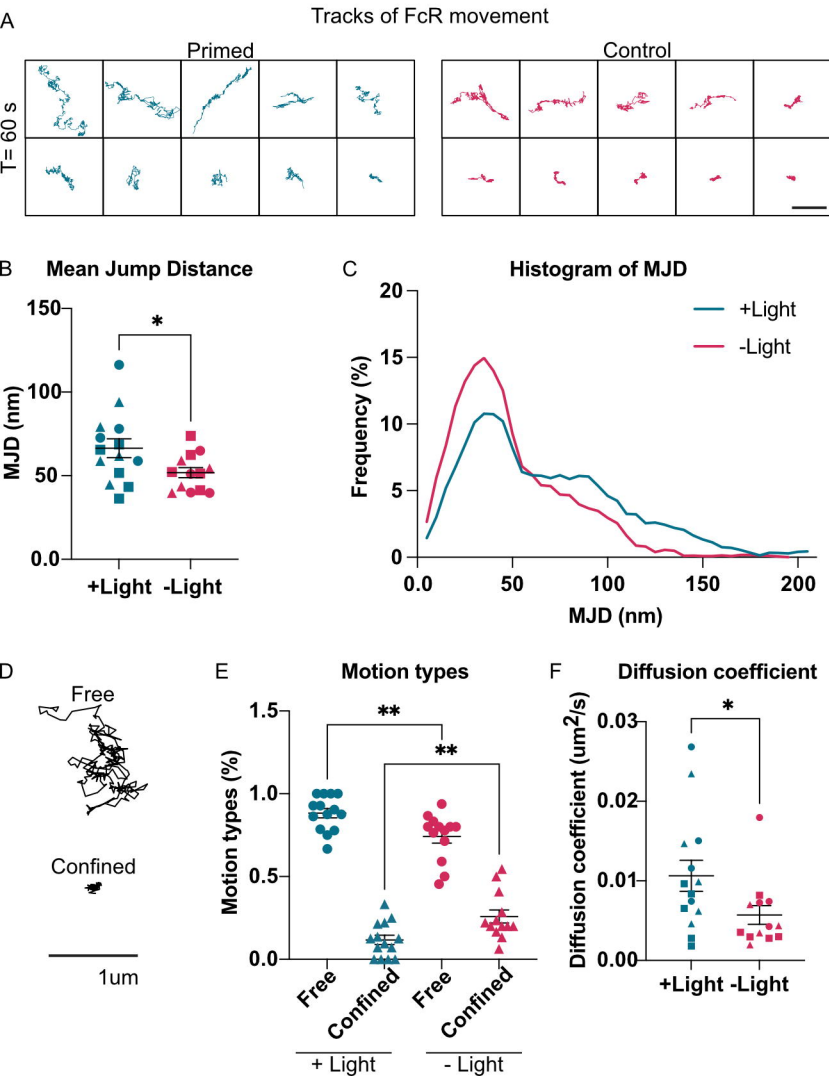 A
Tracks of FcR movement
Primed
Control
T= 60 s
B
Mean Jump Distance
MJD (nm)
150
100
50
0.0
*
+Light
-Light
C
Histogram of MJD
Frequency (%)
20
15
10
5
0
+Light
-Light
0.0
50
100
150
200
MJD (nm)
D
Free
Confined
1um
E
Motion types
Motion types (%)
1.5
1.0
0.5
0.0
**
**
Free
Confined
Free
Confined
+ Light
- Light
F
Diffusion coefficient
Diffusion coefficient (um²/s)
0.03
0.02
0.01
0.00
*
+Light
-Light